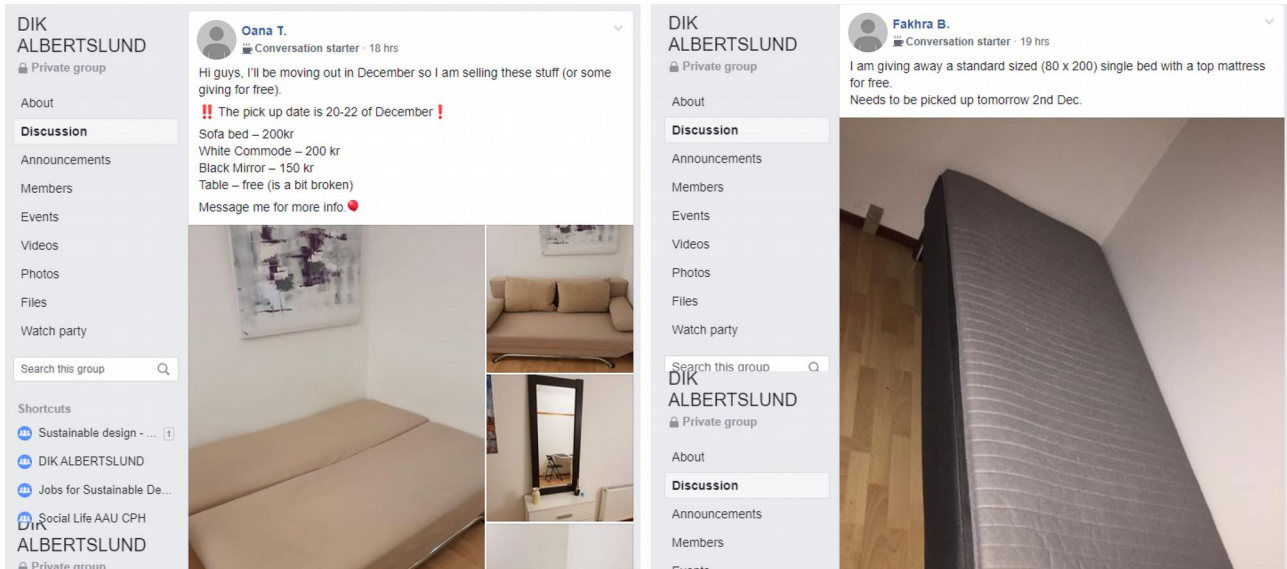 DIK
ALBERTSLUND
Private group
About
Discussion
Announcements
Members
Events
Videos
Photos
Files
Watch party
Search this group
Shortcuts
Sustainable design - ... 1
DIK ALBERTSLUND
Jobs for Sustainable De...
Social Life AAU CPH
DIK
ALBERTSLUND
Private group
Oana T.
Conversation starter · 18 hrs
Hi guys, I'll be moving out in December so I am selling these stuff (or some
giving for free).
‼ The pick up date is 20-22 of December❗
Sofa bed – 200kr
White Commode – 200 kr
Black Mirror – 150 kr
Table – free (is a bit broken)
Message me for more info.🎈
DIK
ALBERTSLUND
Private group
About
Discussion
Announcements
Members
Events
Videos
Photos
Files
Watch party
Search this group
DIK
ALBERTSLUND
Private group
About
Discussion
Announcements
Members
Events
Fakhra B.
Conversation starter · 19 hrs
I am giving away a standard sized (80 x 200) single bed with a top mattress
for free.
Needs to be picked up tomorrow 2nd Dec.